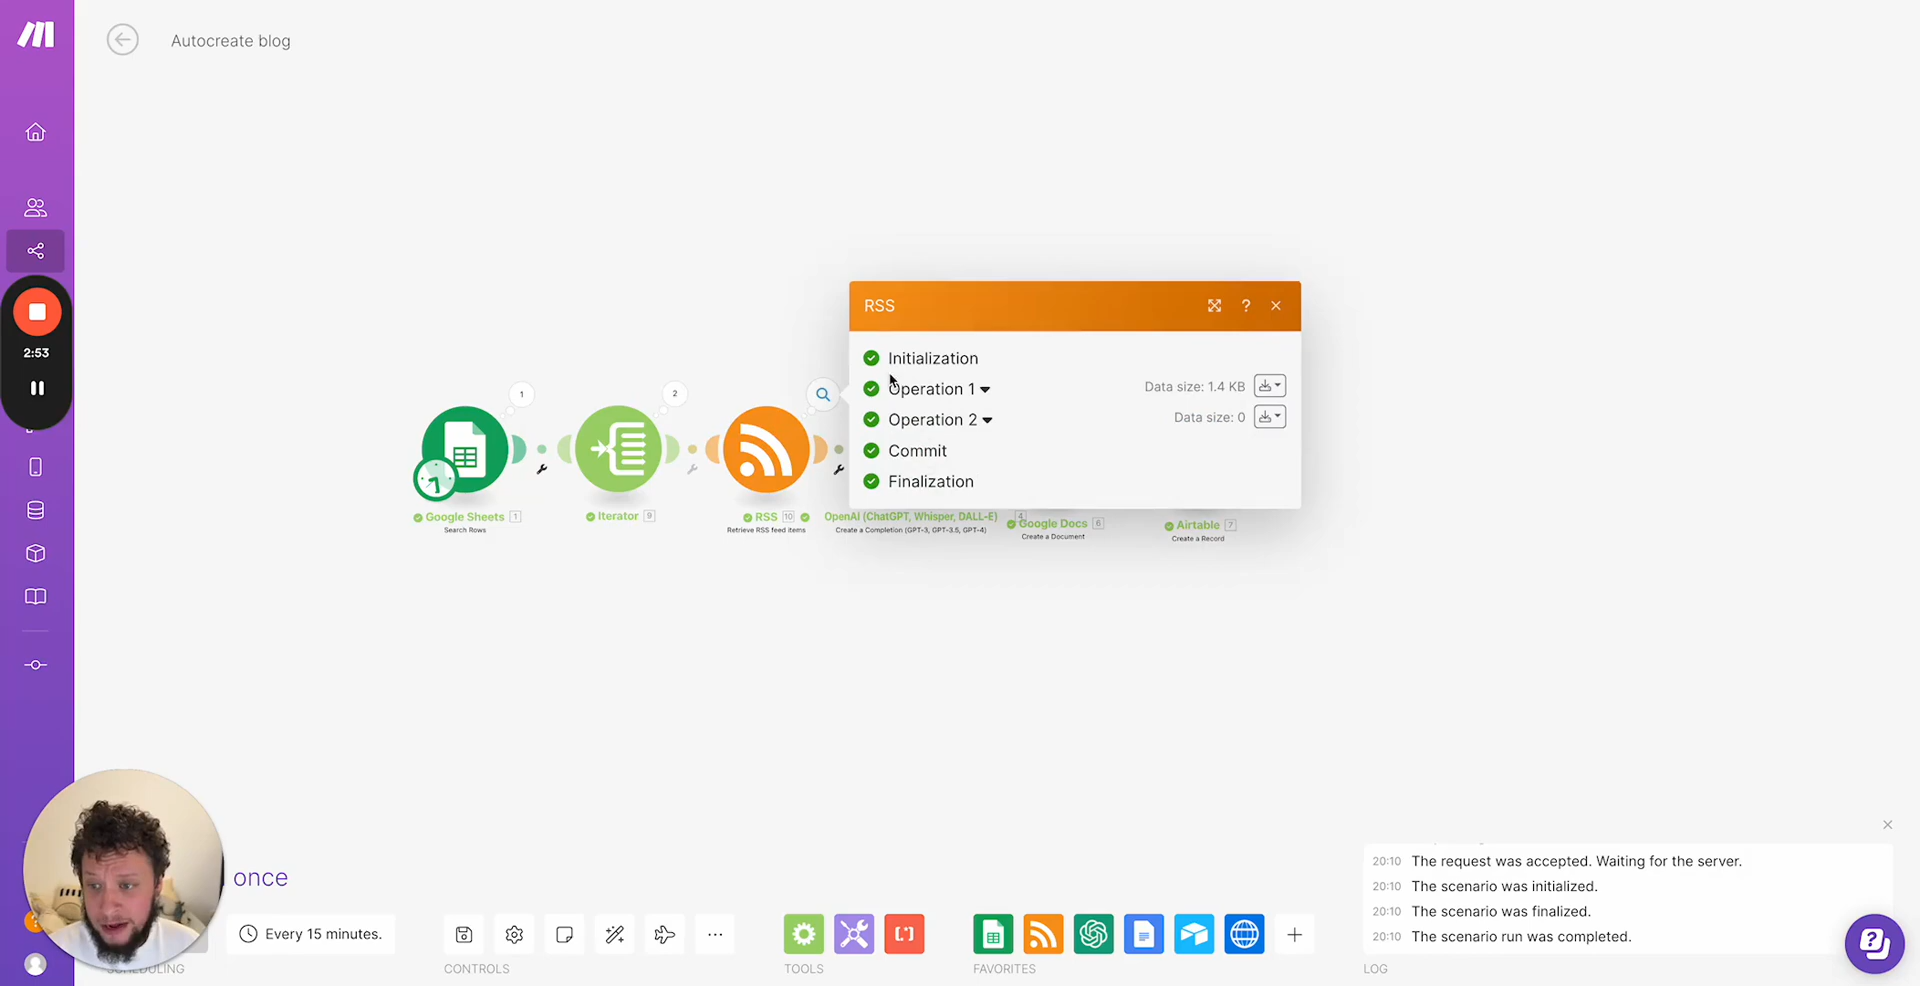 Autocreate blog
2:53
RSS
?
Initialization
Operation 1
Data size: 1.4 KB
Operation 2
Data size: 0
Commit
Finalization
1
2
Google Sheets 1
Search Rows
Iterator 9
RSS 10
Retrieve RSS feed items
OpenAI (ChatGPT, Whisper, DALL-E) 4
Create a Completion (GPT-3, GPT-3.5, GPT-4)
Google Docs 6
Create a Document
Airtable 7
Create a Record
once
Every 15 minutes.
SCHEDULING
CONTROLS
TOOLS
FAVORITES
20:10 The request was accepted. Waiting for the server.
20:10 The scenario was initialized.
20:10 The scenario was finalized.
20:10 The scenario run was completed.
LOG